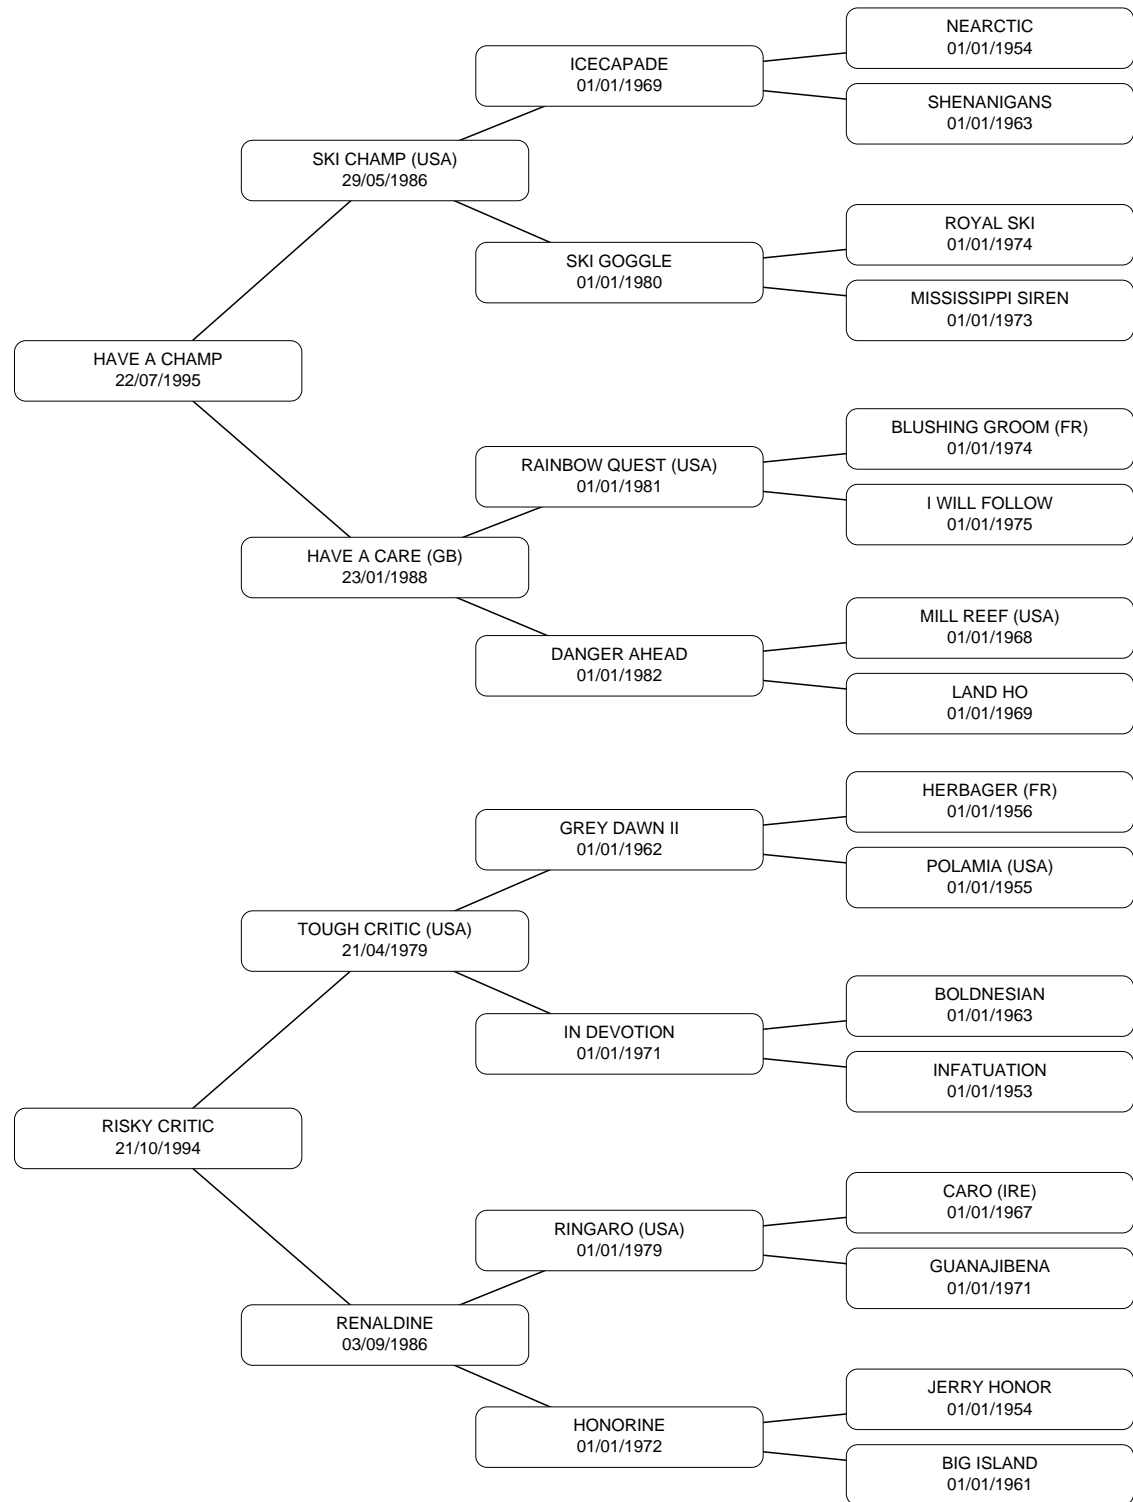 NEARCTIC
01/01/1954
ICECAPADE
01/01/1969
SHENANIGANS
01/01/1963
SKI CHAMP (USA)
29/05/1986
ROYAL SKI
01/01/1974
SKI GOGGLE
01/01/1980
MISSISSIPPI SIREN
01/01/1973
HAVE A CHAMP
22/07/1995
BLUSHING GROOM (FR)
01/01/1974
RAINBOW QUEST (USA)
01/01/1981
I WILL FOLLOW
01/01/1975
HAVE A CARE (GB)
23/01/1988
MILL REEF (USA)
01/01/1968
DANGER AHEAD
01/01/1982
LAND HO
01/01/1969
HERBAGER (FR)
01/01/1956
GREY DAWN II
01/01/1962
POLAMIA (USA)
01/01/1955
TOUGH CRITIC (USA)
21/04/1979
BOLDNESIAN
01/01/1963
IN DEVOTION
01/01/1971
INFATUATION
01/01/1953
RISKY CRITIC
21/10/1994
CARO (IRE)
01/01/1967
RINGARO (USA)
01/01/1979
GUANAJIBENA
01/01/1971
RENALDINE
03/09/1986
JERRY HONOR
01/01/1954
HONORINE
01/01/1972
BIG ISLAND
01/01/1961